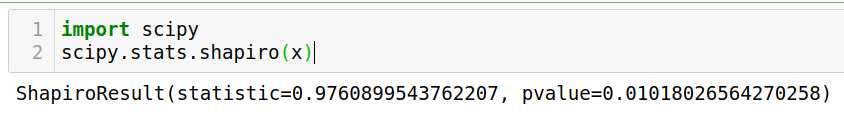 1 import scipy
2 scipy.stats.shapiro(x)
ShapiroResult(statistic=0.9760899543762207, pvalue=0.01018026564270258)